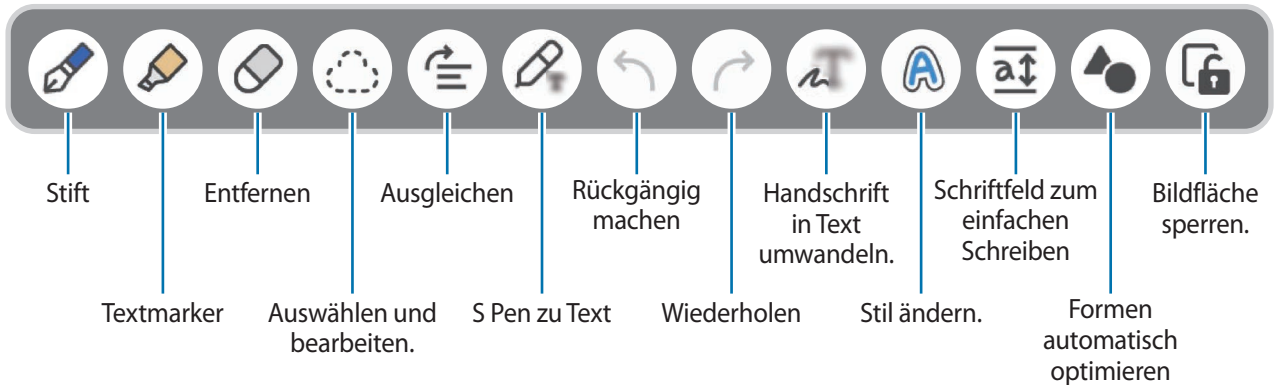 Stift
Entfernen
Ausgleichen
Rückgängig
machen
Handschrift
in Text
umwandeln.
Schriftfeld zum
einfachen
Schreiben
Bildfläche
sperren.
Textmarker
Auswählen und
bearbeiten.
S Pen zu Text
Wiederholen
Stil ändern.
Formen
automatisch
optimieren